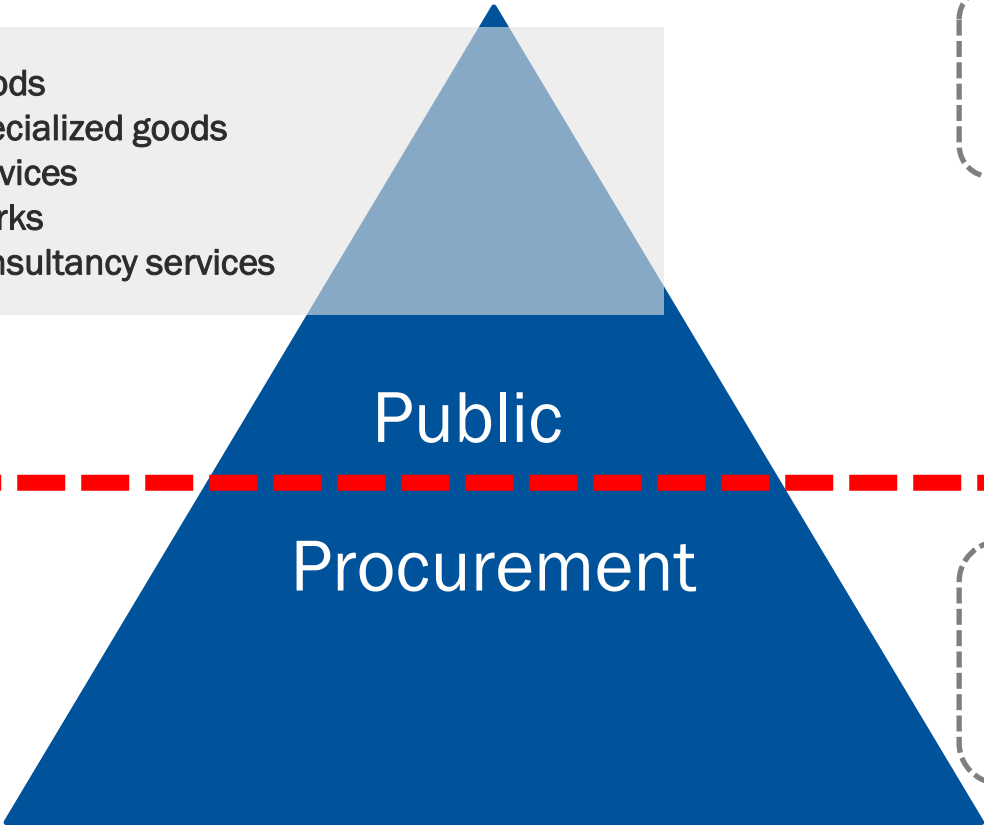 ods
ecialized goods
vices
rks
nsultancy services
Public
Procurement